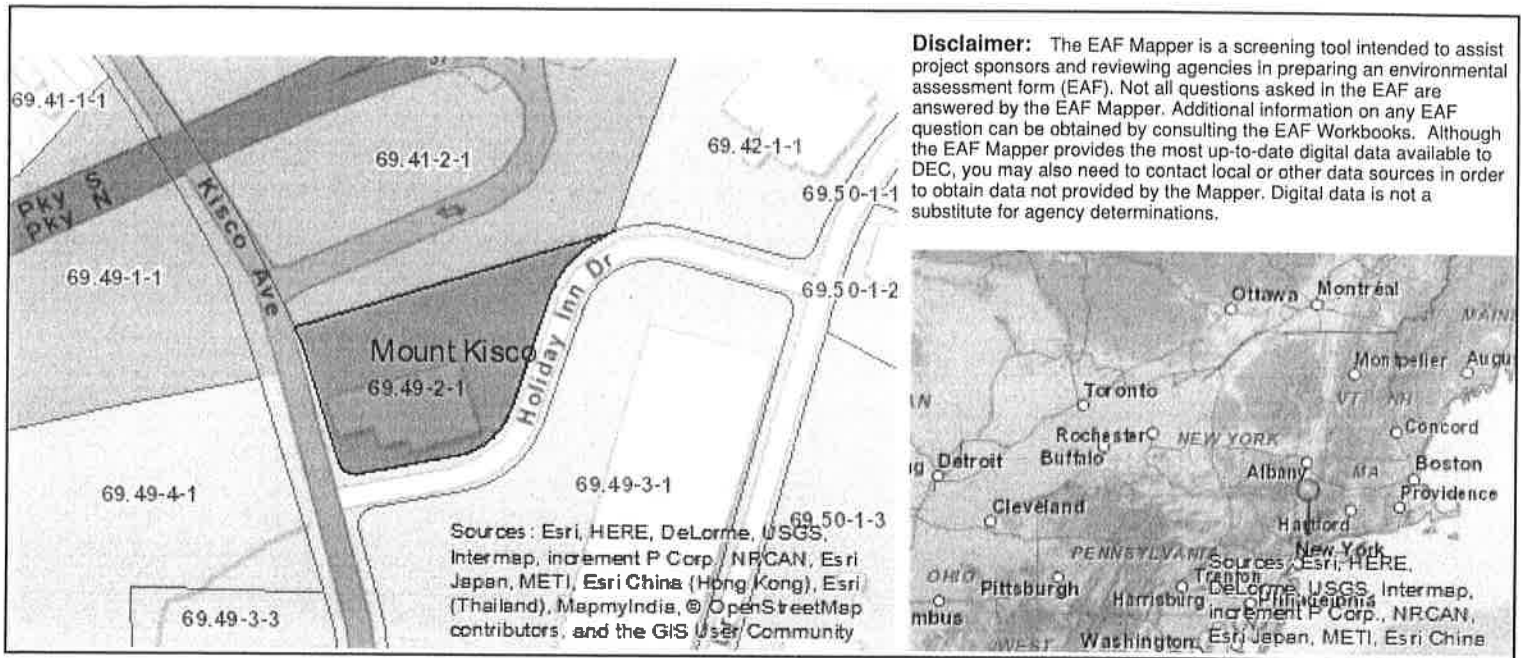 Disclaimer: The EAF Mapper is a screening tool intended to assist
project sponsors and reviewing agencies in preparing an environmental
assessment form (EAF). Not all questions asked in the EAF are
answered by the EAF Mapper. Additional information on any EAF
question can be obtained by consulting the EAF Workbooks. Although
the EAF Mapper provides the most up-to-date digital data available to
DEC, you may also need to contact local or other data sources in order
to obtain data not provided by the Mapper. Digital data is not a
substitute for agency determinations.
69.41-1-1
69.41-2-1
69.42-1-1
69.50-1-1
Pky S
Pky N
Kisco Ave
69.49-1-1
Holiday Inn Dr
69.50-1-2
Mount Kisco
69.49-2-1
69.49-4-1
69.49-3-1
69.50-1-3
69.49-3-3
Sources: Esri, HERE, DeLorme, USGS,
Intermap, increment P Corp., NRCAN, Esri
Japan, METI, Esri China (Hong Kong), Esri
(Thailand), MapmyIndia, © OpenStreetMap
contributors, and the GIS User Community
Ottawa
Montréal
Montpelier
Augu
Toronto
VT
NH
Concord
Rochester
NEW YORK
Buffalo
Detroit
Albany
MA
Boston
Providence
Cleveland
Hartford
PENNSYLVANIA
New York
OHIO
Pittsburgh
Trenton
Harrisburg
Philadelphia
mbus
WEST
Washington
Sources: Esri, HERE,
DeLorme, USGS, Intermap,
increment P Corp., NRCAN,
Esri Japan, METI, Esri China